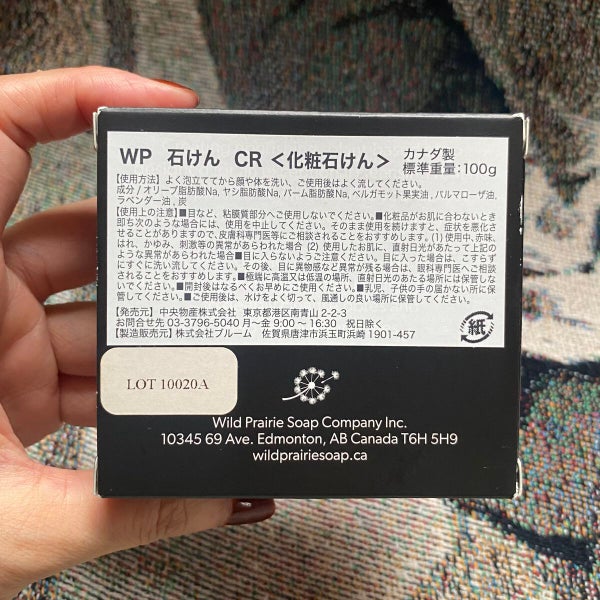 WP 石けん CR <化粧石けん> カナダ製
標準重量:100g
【使用方法】よく泡立ててから顔や体を洗い、ご使用後はよく流してください。
成分/オリーブ脂肪酸Na, ヤシ脂肪酸Na, パーム脂肪酸Na, ベルガモット果実油, パルマローザ油,
ラベンダー油, 炭
【使用上の注意】■目など、粘膜質部分へご使用しないでください。■化粧品がお肌に合わないとき
即ち次のような場合には、使用を中止してください。そのまま使用を続けますと、症状を悪化さ
せることがありますので、皮膚科専門医等にご相談されることをおすすめします。(1) 使用中、赤味、
はれ、かゆみ、刺激等の異常があらわれた場合 (2) 使用したお肌に、直射日光があたって上記の
ような異常があらわれた場合■目に入らないようご注意ください。目に入った場合は、こすらず
にすぐに洗い流してください。その後、目に異物感など異常が残る場合は、眼科専門医へご相談
されることをおすすめします。■極端に高温又は低温の場所、直射日光のあたる場所には保管しな
いでください。■開封後はなるべくお早めにご使用ください。■乳児、子供の手の届かない所に保
管してください。■ご使用後は、水けをよく切って、風通しの良い場所に保管してください。
【発売元】中央物産株式会社 東京都港区南青山 2-2-3
お問合せ先 03-3796-5040 月〜金 9:00〜16:30 祝日除く
【製造販売元】株式会社ブルーム 佐賀県唐津市浜玉町浜崎 1901-457
紙
LOT 10020A
Wild Prairie Soap Company Inc.
10345 69 Ave. Edmonton, AB Canada T6H 5H9
wildprairiesoap.ca